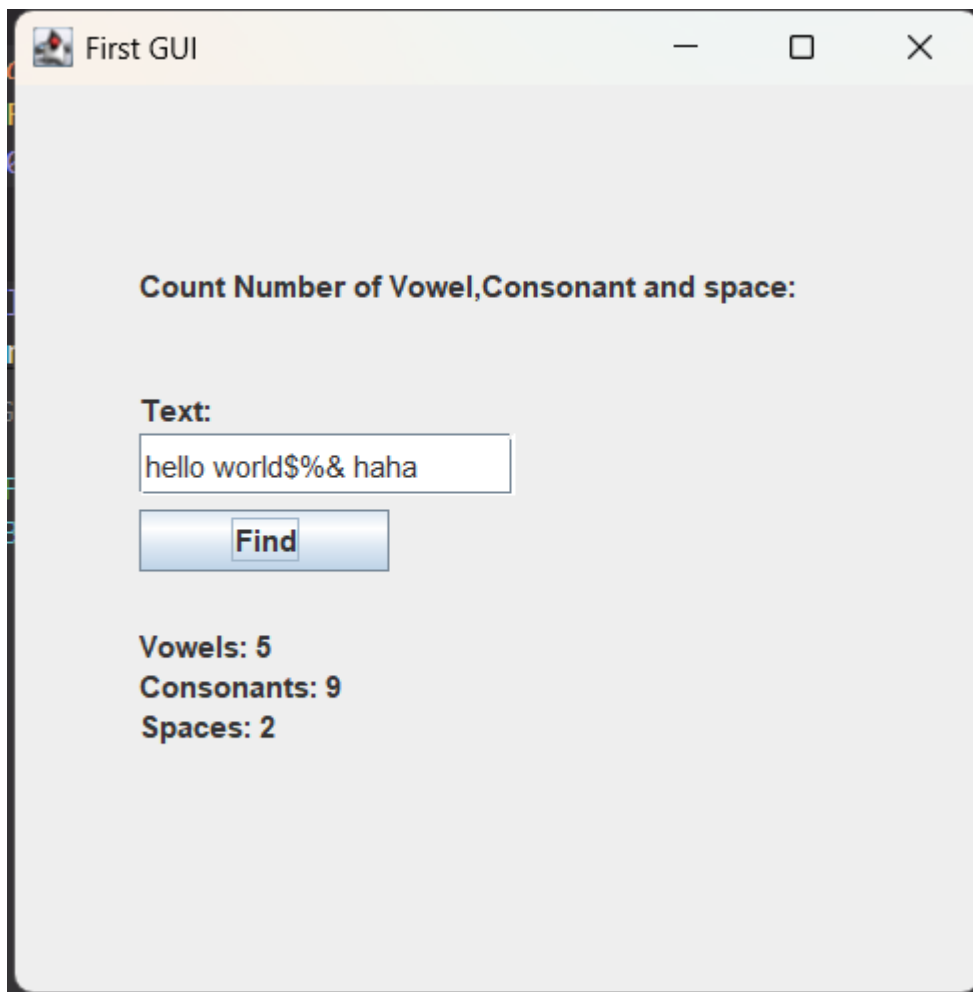 First GUI
Count Number of Vowel,Consonant and space:
Text:
hello world$%& haha
Find
Vowels: 5
Consonants: 9
Spaces: 2